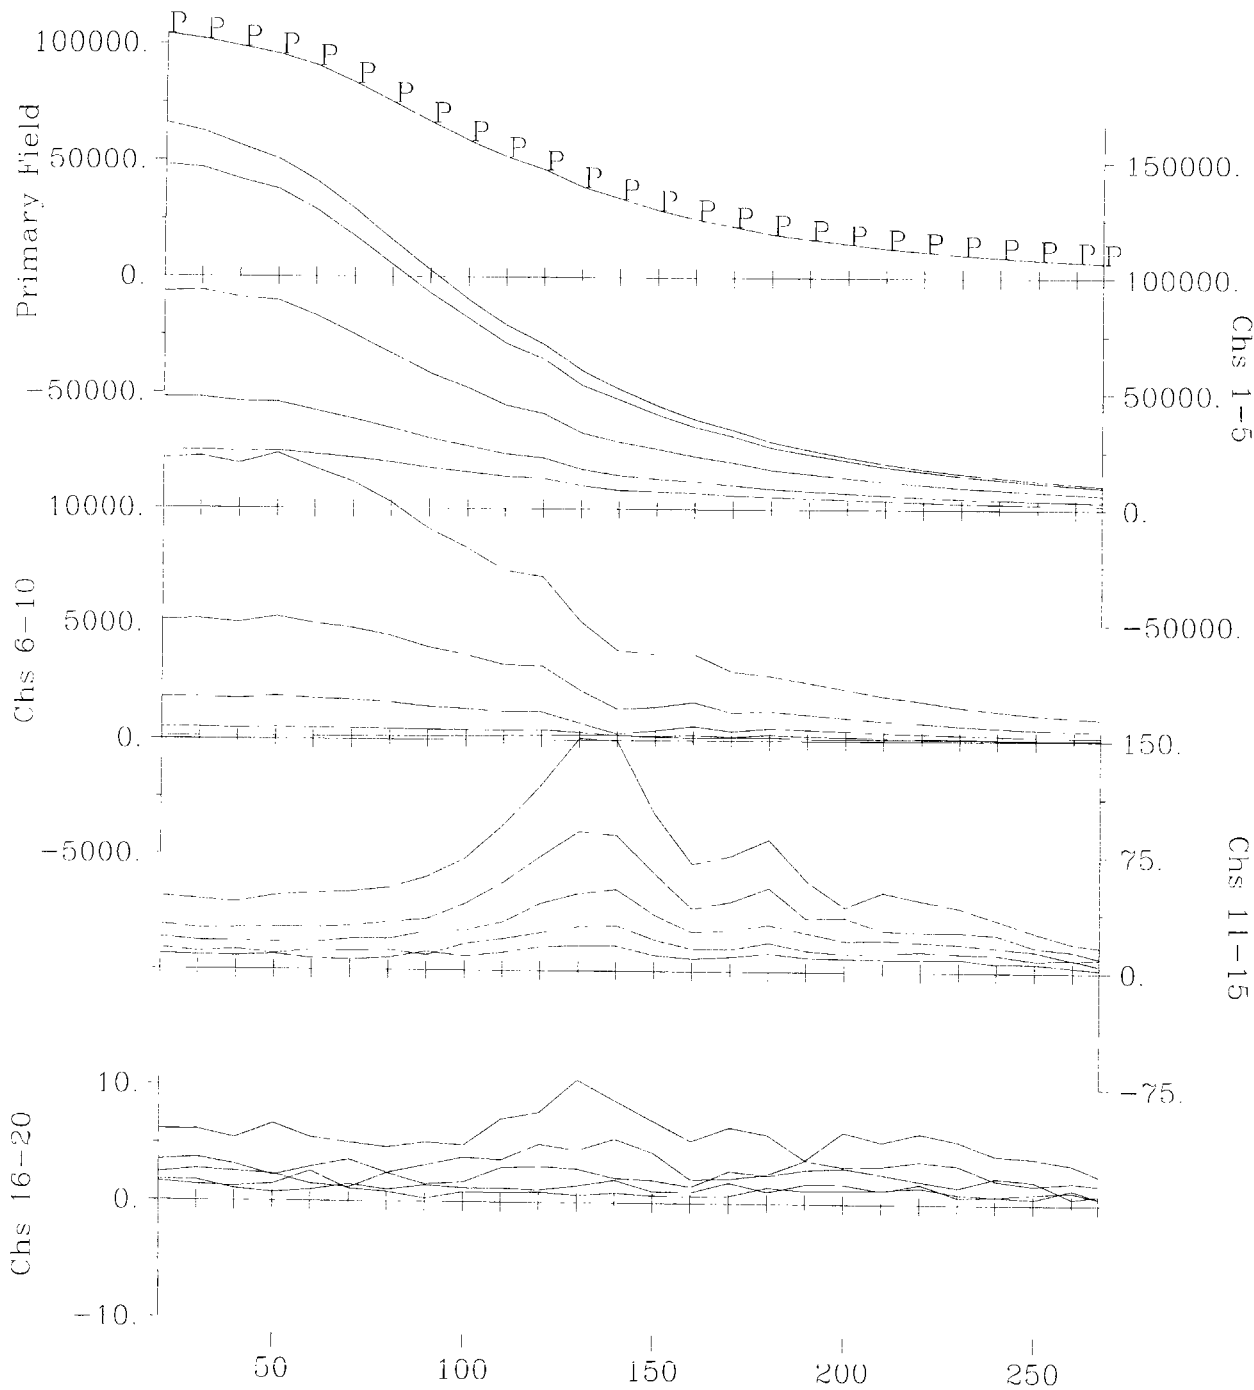 P P P P P P P P P P P P P P P P P P P P P P P P P P
100000.
50000.
0.
-50000.
Primary Field
150000.
100000.
50000.
0.
-50000.
Chs 1-5
10000.
5000.
0.
-5000.
Chs 6-10
150.
75.
0.
-75.
Chs 11-15
10.
0.
-10.
Chs 16-20
50 100 150 200 250